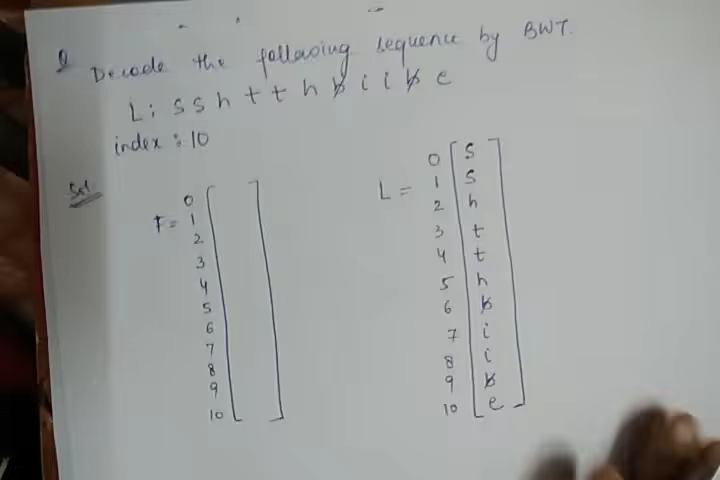 Q Decode the following sequence by BWT.
L: s s h t t h b̸ i i b̸ e
index : 10
Sol
F = 0 1 2 3 4 5 6 7 8 9 10
L = 0 s
1 s
2 h
3 t
4 t
5 h
6 b̸
7 i
8 i
9 b̸
10 e